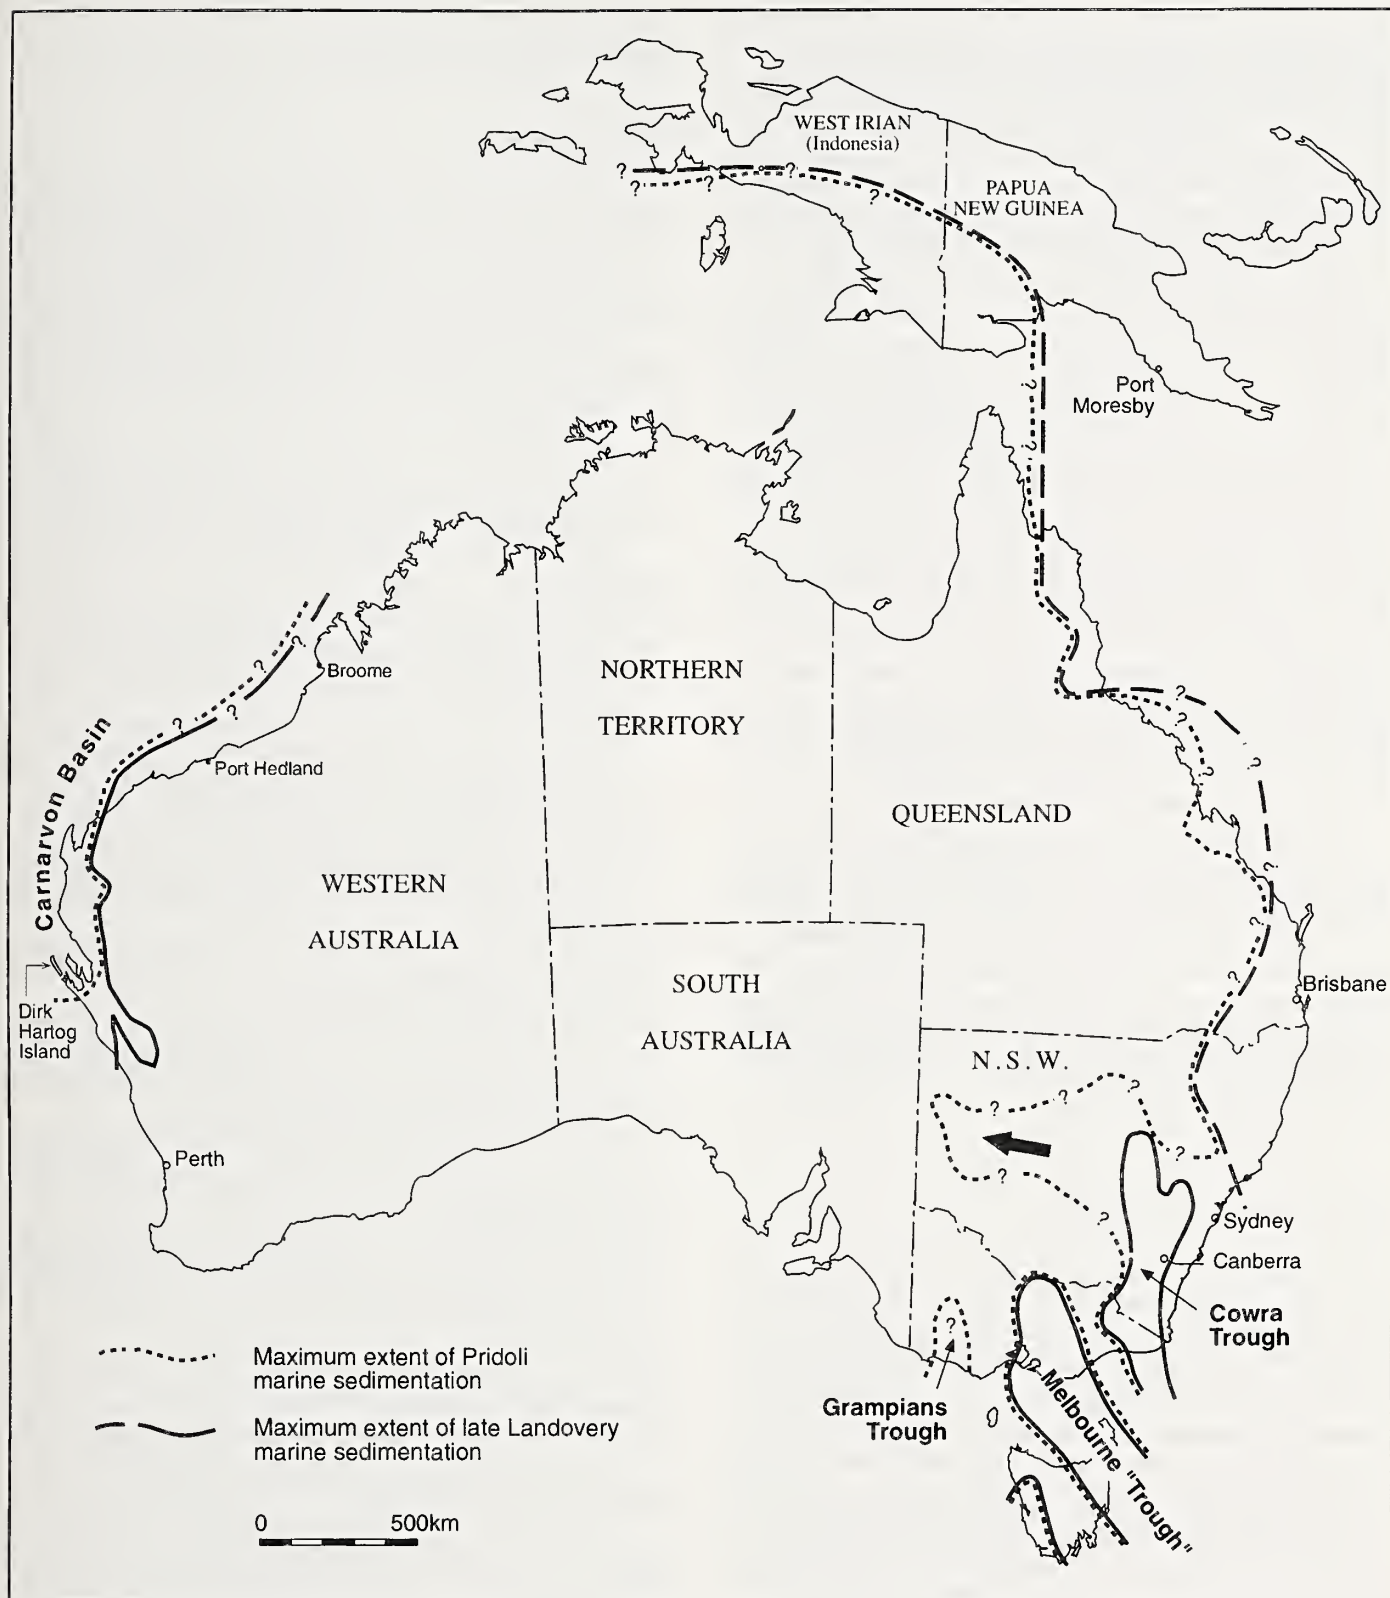 WEST IRIAN
(Indonesia)
PAPUA
NEW GUINEA
Port
Moresby
Broome
Port Hedland
Carnarvon Basin
NORTHERN
TERRITORY
QUEENSLAND
WESTERN
AUSTRALIA
SOUTH
AUSTRALIA
Dirk
Hartog
Island
Brisbane
N.S.W.
Perth
Sydney
Canberra
Cowra
Trough
Grampians
Trough
Melbourne "Trough"
Maximum extent of Pridoli
marine sedimentation
Maximum extent of late Landovery
marine sedimentation
0 500km
? ? ? ? ? ? ? ? ? ? ? ? ? ? ? ? ? ? ? ? ? ? ? ? ? ? ?